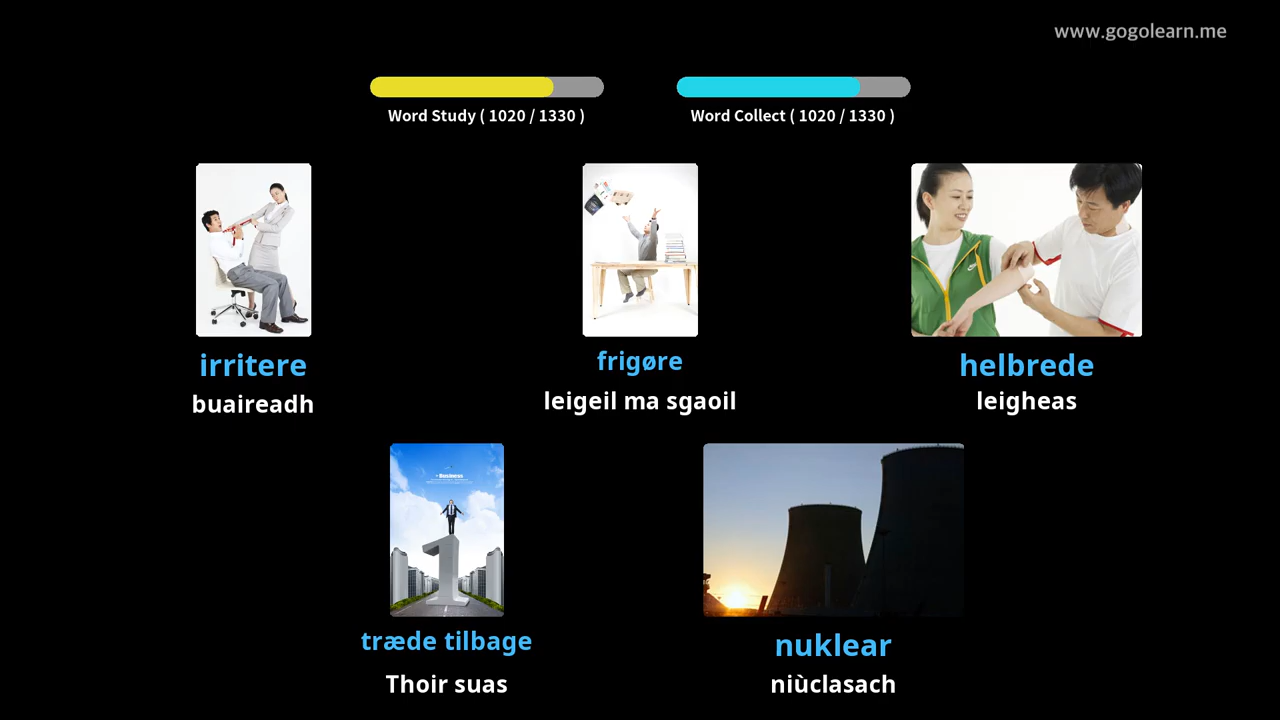 www.gogolearn.me
Word Study ( 1020 / 1330 )
Word Collect ( 1020 / 1330 )
irritere
buaireadh
frigøre
leigeil ma sgaoil
helbrede
leigheas
Business
træde tilbage
Thoir suas
nuklear
niùclasach